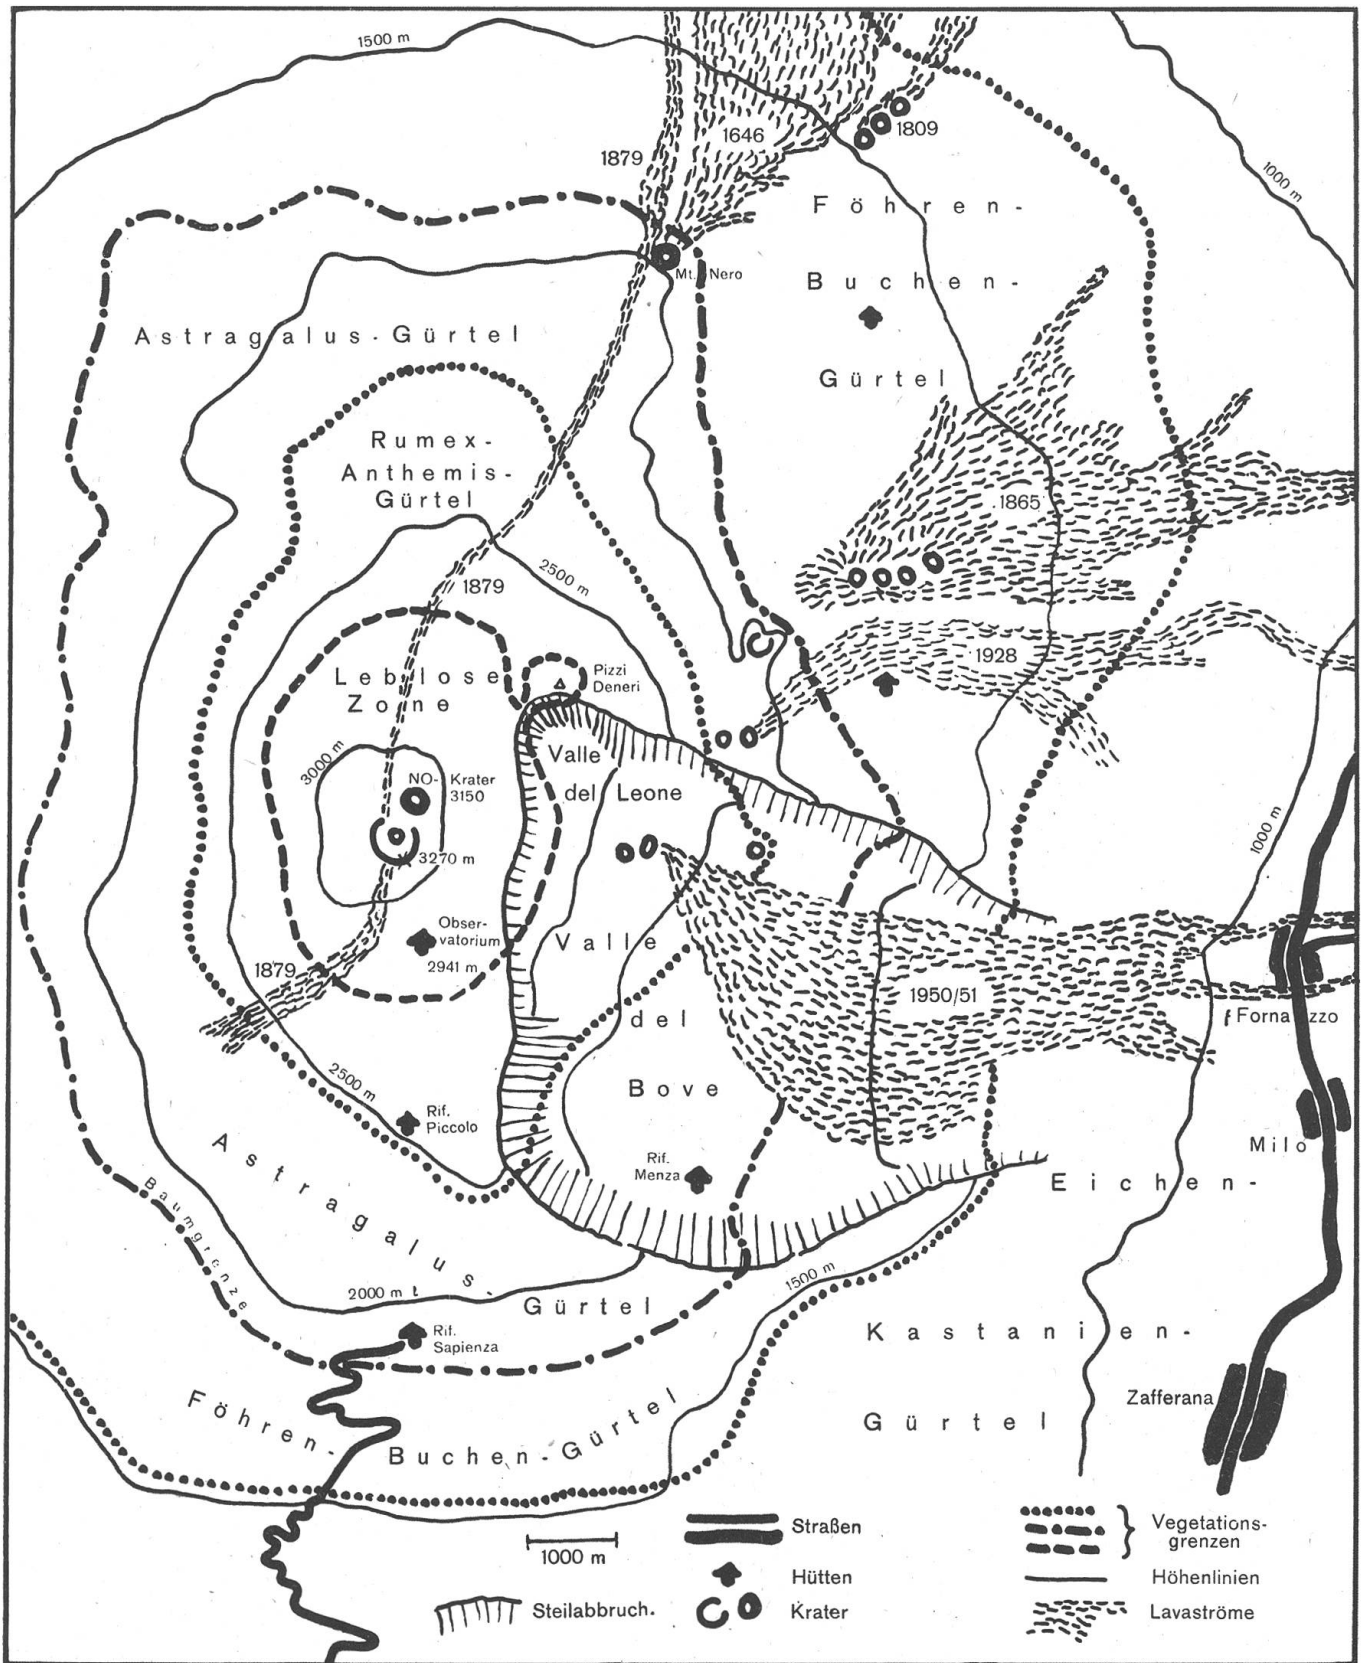 1500 m
1646
1809
1879
1000 m
Föhren-
Buchen-
Gürtel
Mt. Nero
Astragalus-Gürtel
Rumex-
Anthemis-
Gürtel
1865
2500 m
1879
1928
Leblose
Zone
Pizzi
Deneri
Valle
del Leone
3000 m
NO-Krater
3150
3270 m
1000 m
Obser-
vatorium
2941 m
Valle
del
Bove
1879
1950/51
Fornazzo
2500 m
Rif.
Piccolo
Rif.
Menza
Milo
Eichen-
Kastanien-
Gürtel
Astragalus-
Gürtel
Baumgrenze
2000 m
1500 m
Rif.
Sapienza
Zafferana
Föhren-
Buchen-Gürtel
1000 m
Steilabbruch.
Straßen
Hütten
Krater
Vegetations-
grenzen
Höhenlinien
Lavaströme